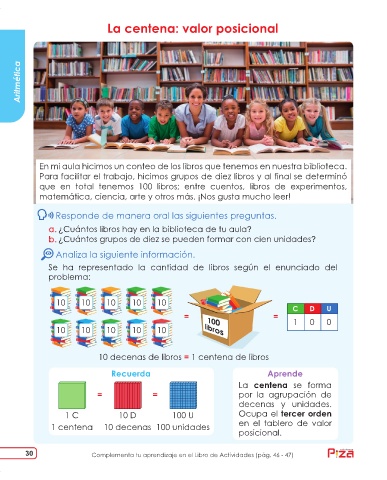 La centena: valor posicional
Aritmética
En mi aula hicimos un conteo de los libros que tenemos en nuestra biblioteca.
Para facilitar el trabajo, hicimos grupos de diez libros y al final se determinó
que en total tenemos 100 libros; entre cuentos, libros de experimentos,
matemática, ciencia, arte y otros más. ¡Nos gusta mucho leer!
Responde de manera oral las siguientes preguntas.
a. ¿Cuántos libros hay en la biblioteca de tu aula?
b. ¿Cuántos grupos de diez se pueden formar con cien unidades?
Analiza la siguiente información.
Se ha representado la cantidad de libros según el enunciado del
problema:
10 10 10 10 10
10 10 10 10 10
=
100
libros
=
C D U
1 0 0
10 decenas de libros = 1 centena de libros
Recuerda
= =
1 C 10 D 100 U
1 centena 10 decenas 100 unidades
Aprende
La centena se forma
por la agrupación de
decenas y unidades.
Ocupa el tercer orden
en el tablero de valor
posicional.
30
Complementa tu aprendizaje en el Libro de Actividades (pág. 46 - 47)
P:zá